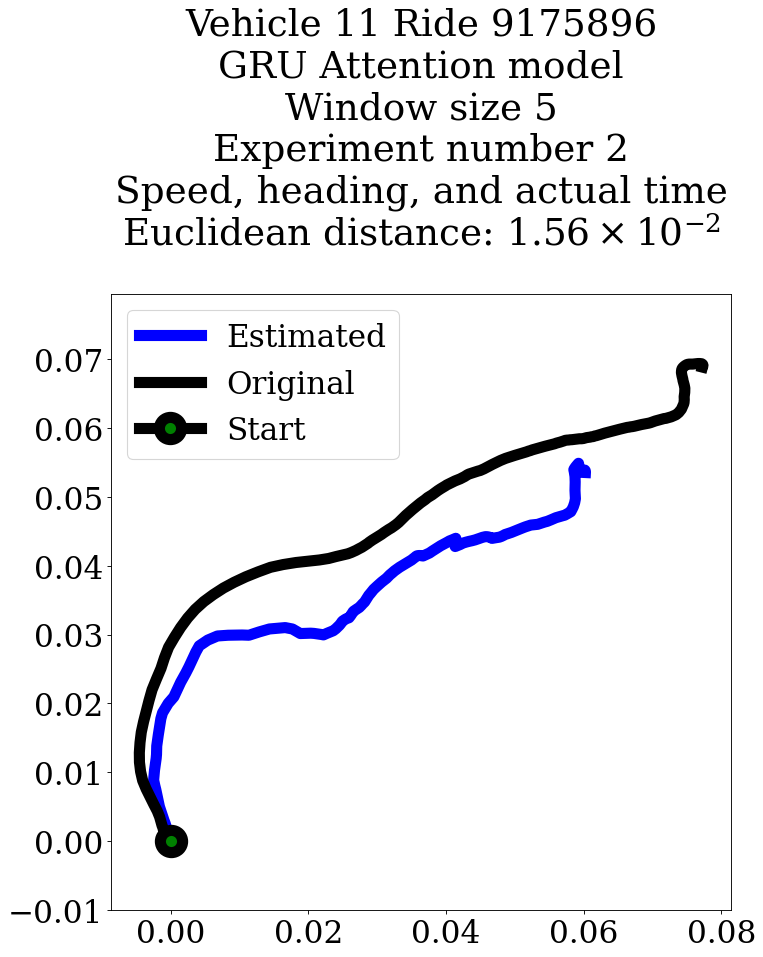 Vehicle 11 Ride 9175896
GRU Attention model
Window size 5
Experiment number 2
Speed, heading, and actual time
Euclidean distance: 1.56 × 10⁻²
Estimated
Original
Start
0.07
0.06
0.05
0.04
0.03
0.02
0.01
0.00
−0.01
0.00 0.02 0.04 0.06 0.08